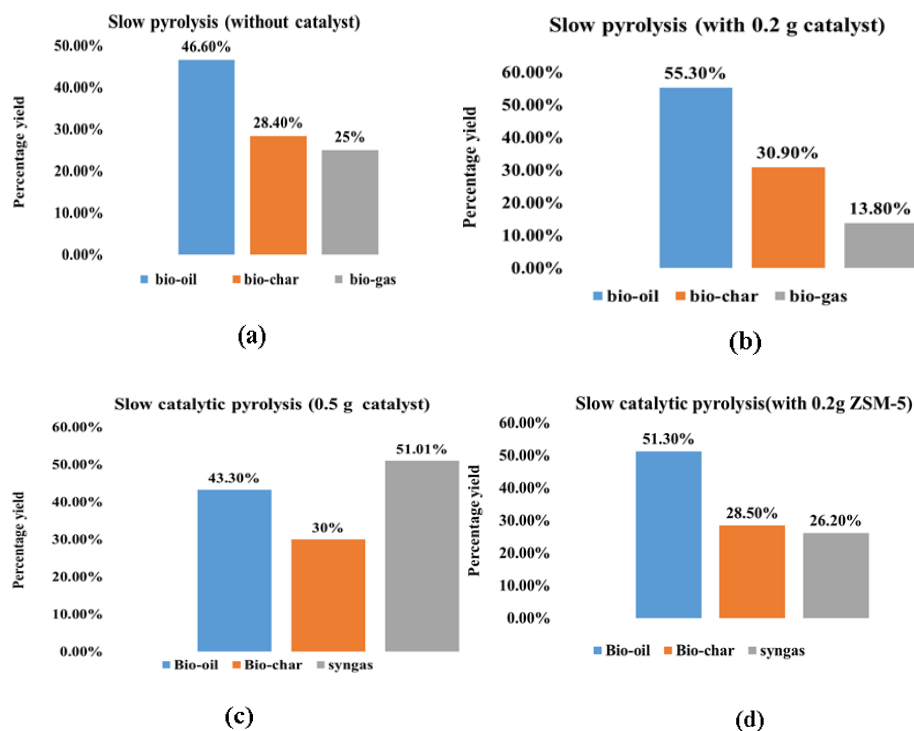 Slow pyrolysis (without catalyst)
50.00%
40.00%
30.00%
20.00%
10.00%
0.00%
Percentage yield
46.60%
28.40%
25%
bio-oil bio-char bio-gas
(a)
Slow pyrolysis (with 0.2 g catalyst)
60.00%
50.00%
40.00%
30.00%
20.00%
10.00%
0.00%
Percentage yield
55.30%
30.90%
13.80%
bio-oil bio-char bio-gas
(b)
Slow catalytic pyrolysis (0.5 g catalyst)
60.00%
50.00%
40.00%
30.00%
20.00%
10.00%
0.00%
Percentage yield
43.30%
30%
51.01%
Bio-oil Bio-char syngas
(c)
Slow catalytic pyrolysis(with 0.2g ZSM-5)
60.00%
50.00%
40.00%
30.00%
20.00%
10.00%
0.00%
Percentage yield
51.30%
28.50%
26.20%
Bio-oil Bio-char syngas
(d)